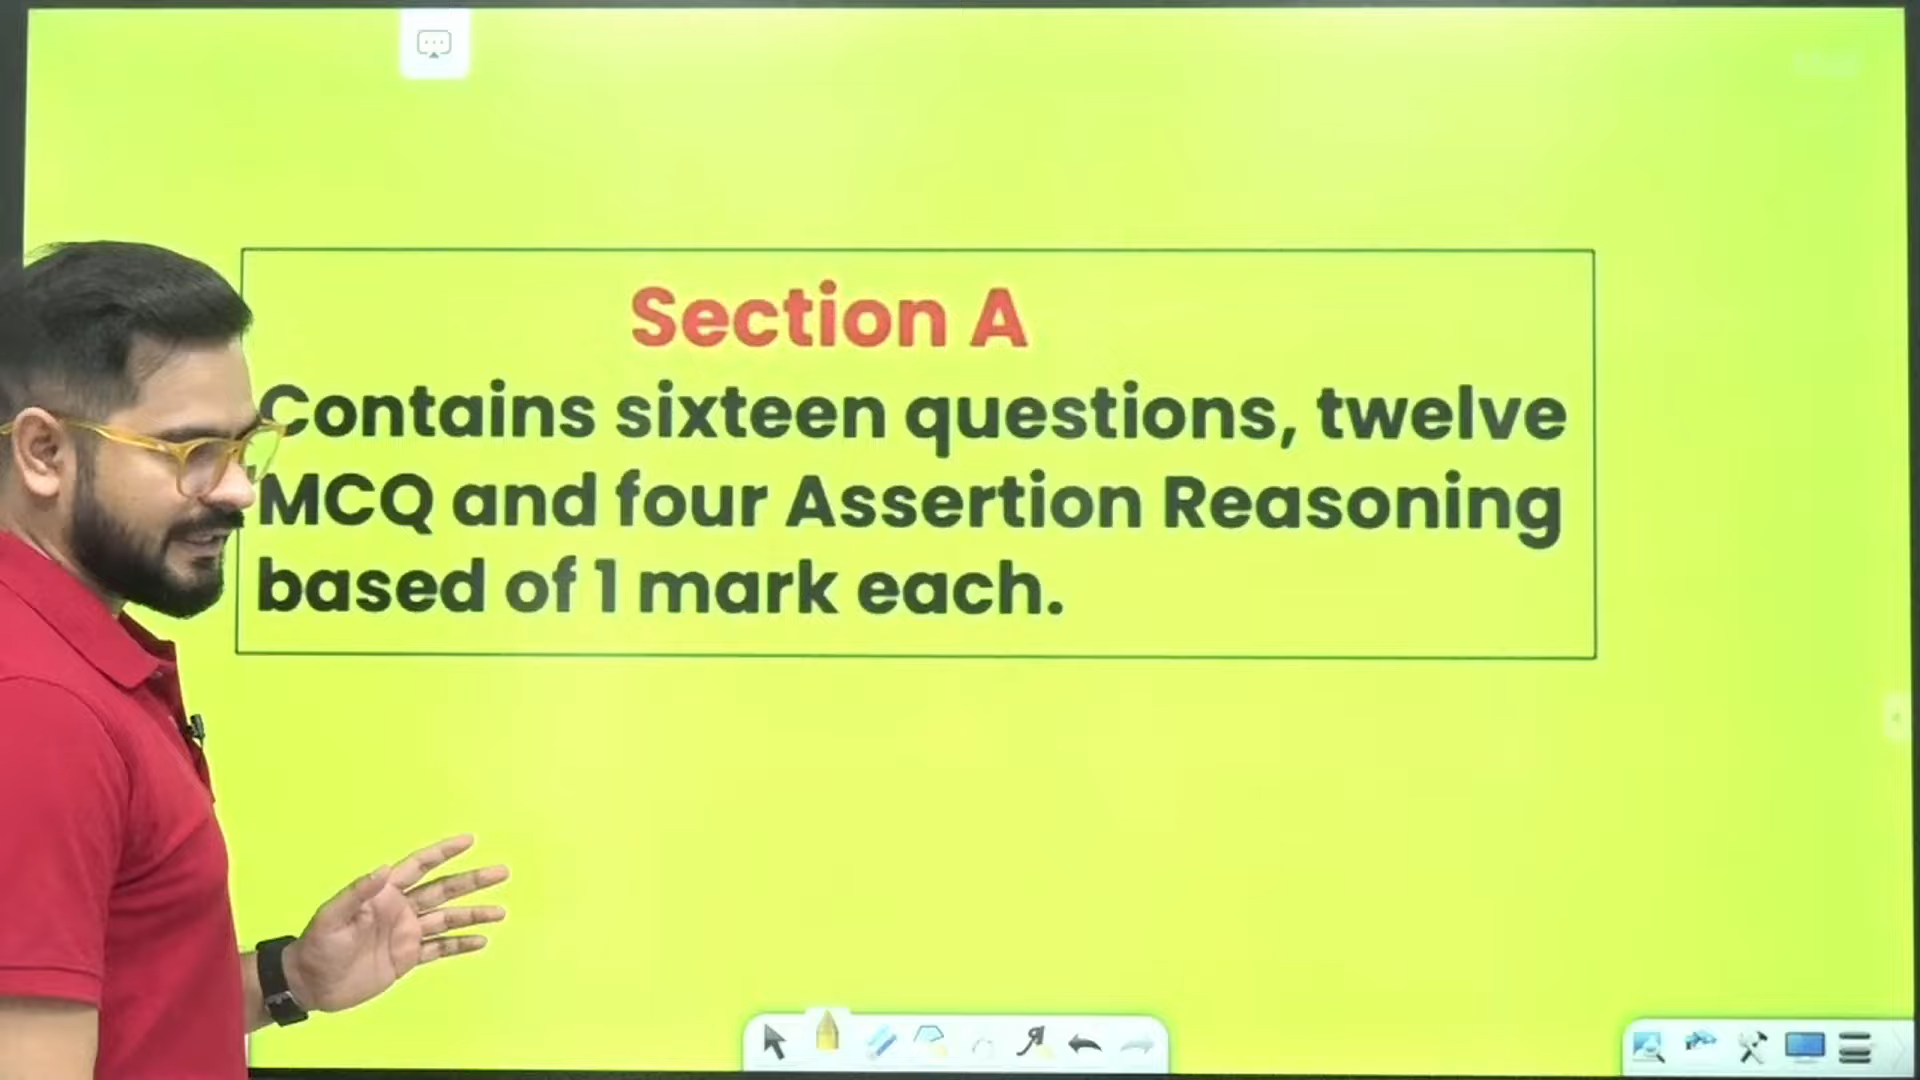 Section A
Contains sixteen questions, twelve
MCQ and four Assertion Reasoning
based of 1 mark each.